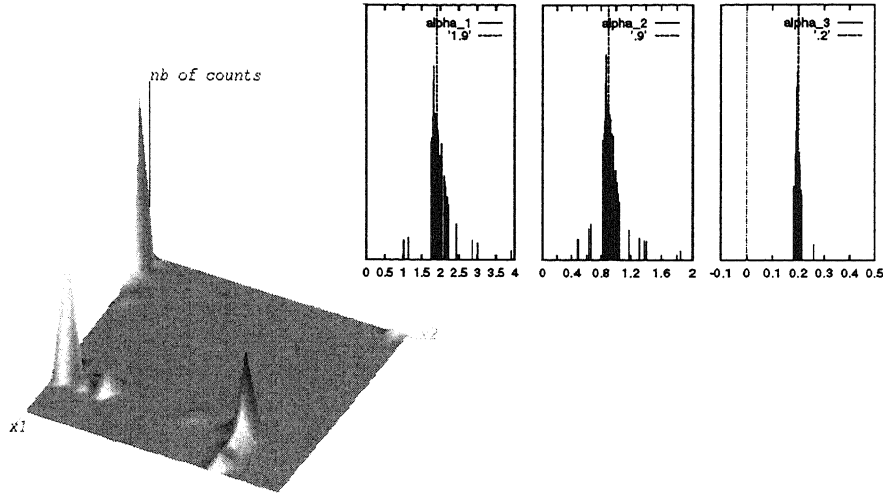 nb of counts
x1
x2
alpha_1
'1.9'
0 0.5 1 1.5 2 2.5 3 3.5 4
alpha_2
'.9'
0 0.4 0.8 1.2 1.6 2
alpha_3
'.2'
-0.1 0 0.1 0.2 0.3 0.4 0.5